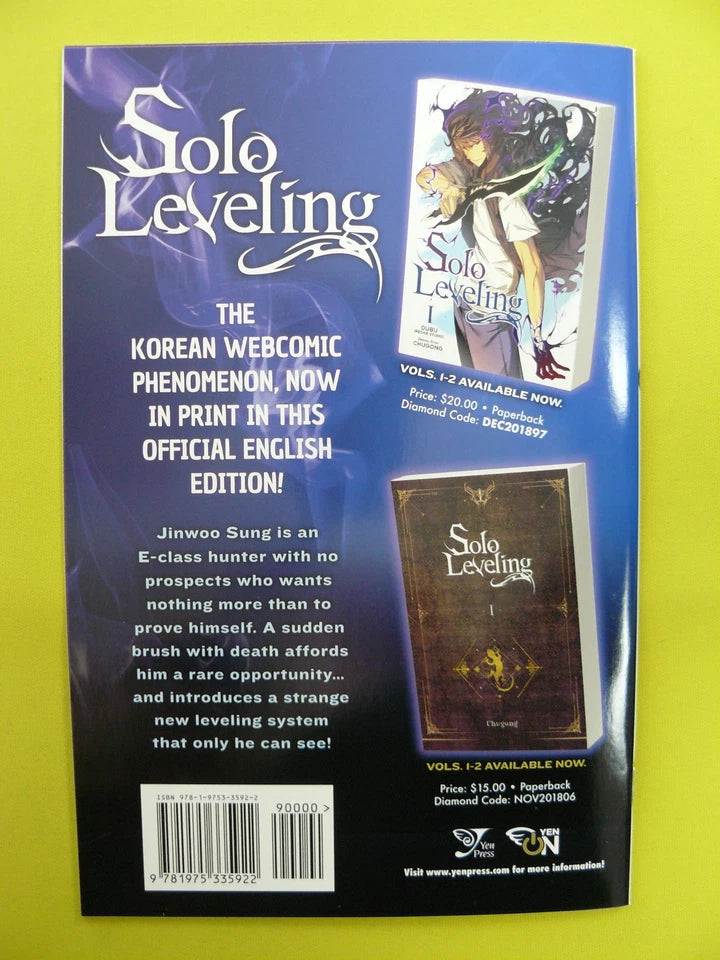 Solo
Leveling
THE
KOREAN WEBCOMIC
PHENOMENON, NOW
IN PRINT IN THIS
OFFICIAL ENGLISH
EDITION!
Jinwoo Sung is an
E-class hunter with no
prospects who wants
nothing more than to
prove himself. A sudden
brush with death affords
him a rare opportunity...
and introduces a strange
new leveling system
that only he can see!
ISBN 978-1-9753-3592-2
90000 >
9 781975 335922
Solo
Leveling
I
DUBU
(REDICE STUDIO)
CHUGONG
VOLS. 1-2 AVAILABLE NOW.
Price: $20.00 • Paperback
Diamond Code: DEC201897
Solo
Leveling
I
Chugong
VOLS. 1-2 AVAILABLE NOW.
Price: $15.00 • Paperback
Diamond Code: NOV201806
Yen
Press
YEN
ON
Visit www.yenpress.com for more information!